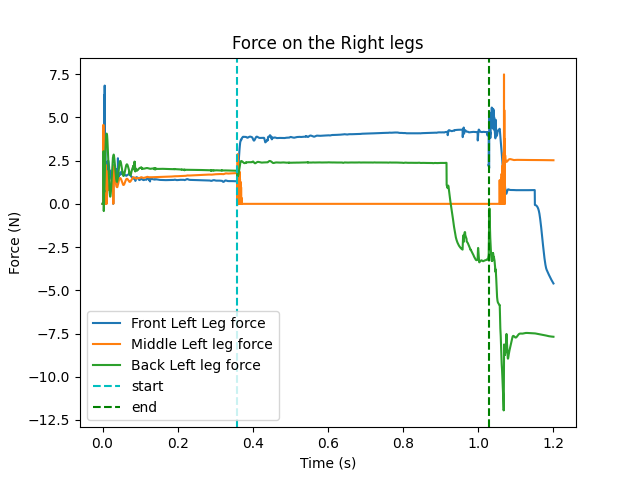 Force on the Right legs
7.5
5.0
2.5
0.0
−2.5
−5.0
−7.5
−10.0
−12.5
Force (N)
Front Left Leg force
Middle Left leg force
Back Left leg force
start
end
0.0 0.2 0.4 0.6 0.8 1.0 1.2
Time (s)